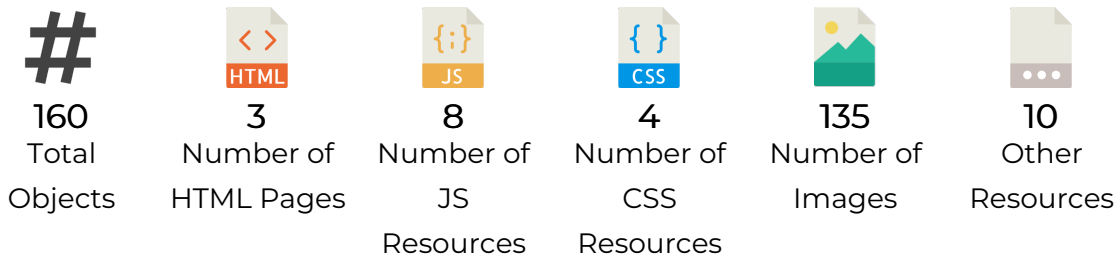 #
< >
HTML
{;}
JS
{ }
CSS
160
Total
Objects
3
Number of
HTML Pages
8
Number of
JS
Resources
4
Number of
CSS
Resources
135
Number of
Images
10
Other
Resources